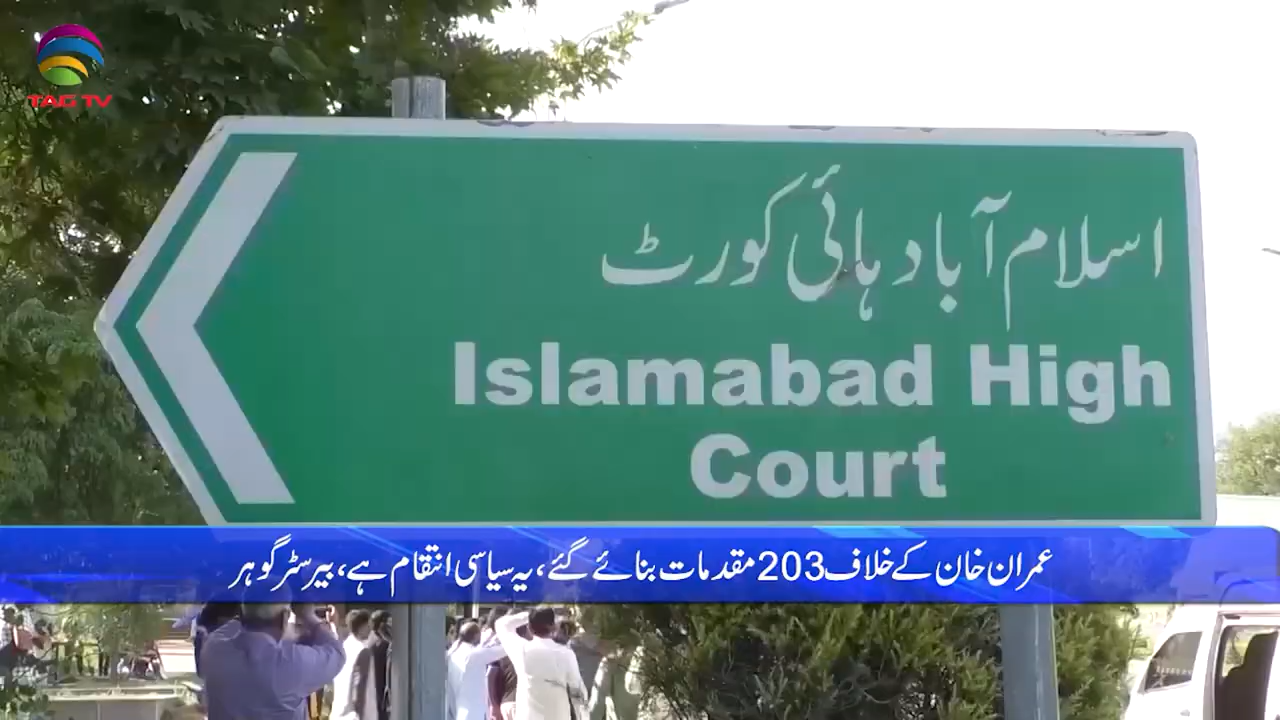 TAG TV
اسلام آباد ہائی کورٹ
Islamabad High
Court
عمران خان کے خلاف 203 مقدمات بنائے گئے، یہ سیاسی انتقام ہے، بیرسٹر گوہر